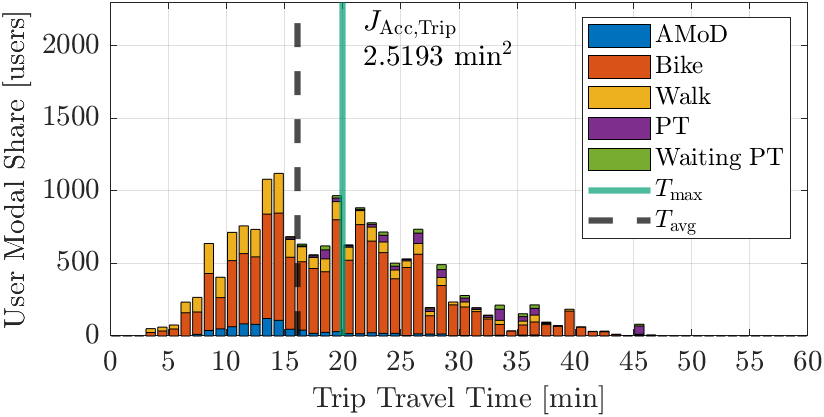 J_Acc,Trip
2.5193 min²
AMoD
Bike
Walk
PT
Waiting PT
T_max
T_avg
User Modal Share [users]
2000
1500
1000
500
0
0 5 10 15 20 25 30 35 40 45 50 55 60
Trip Travel Time [min]